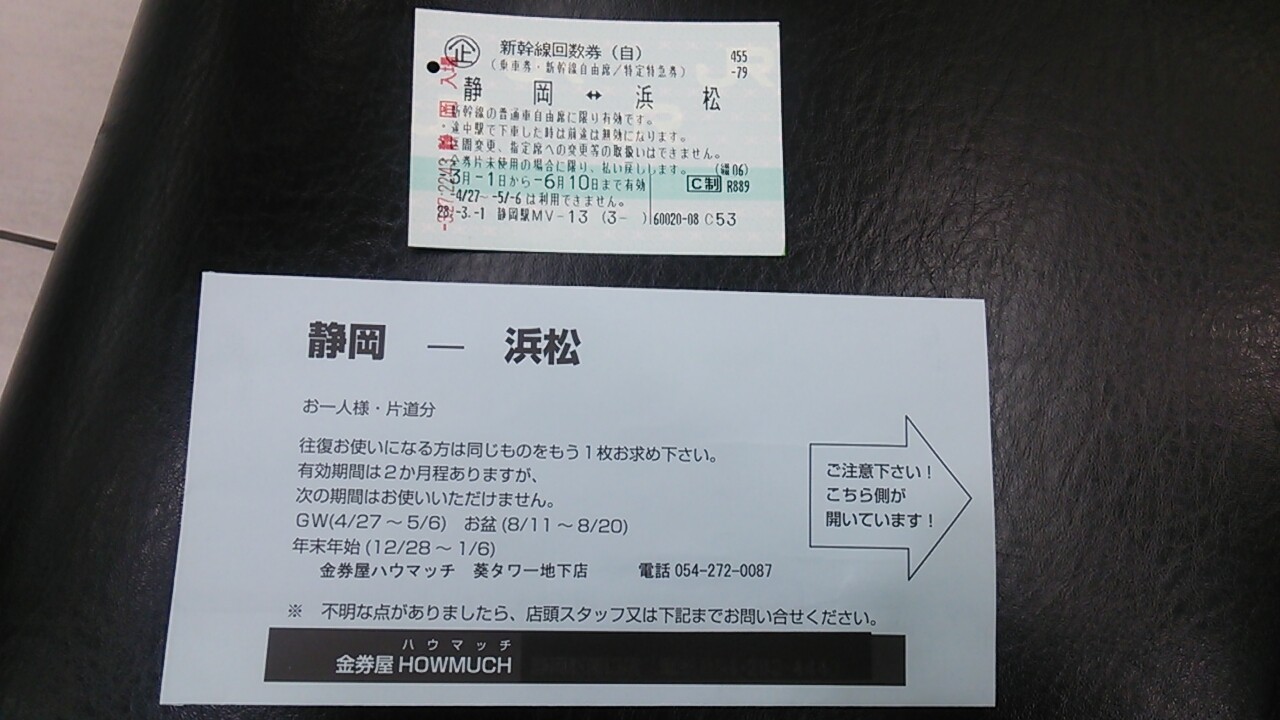 企 新幹線回数券(自) 455
(乗車券・新幹線自由席/特定特急券) -79
静岡 ↔ 浜松
新幹線の普通車自由席に限り有効です。
・途中駅で下車した時は前途は無効になります。
区間変更、指定席への変更等の取扱いはできません。
全券片未使用の場合に限り、払い戻しします。 (繻06)
3月-1日から-6月10日まで有効 C制 R889
-4/27~-5/-6は利用できません。
28.-3.-1 静岡駅MV-13 (3- ) 60020-08 C53
入場
静岡 — 浜松
お一人様・片道分
往復お使いになる方は同じものをもう1枚お求め下さい。
有効期間は2か月程ありますが、
次の期間はお使いいただけません。
GW(4/27 ~ 5/6) お盆(8/11 ~ 8/20)
年末年始(12/28 ~ 1/6)
ご注意下さい!
こちら側が
開いています!
金券屋ハウマッチ 葵タワー地下店 電話 054-272-0087
※ 不明な点がありましたら、店頭スタッフ又は下記までお問い合せください。
ハウマッチ
金券屋 HOWMUCH